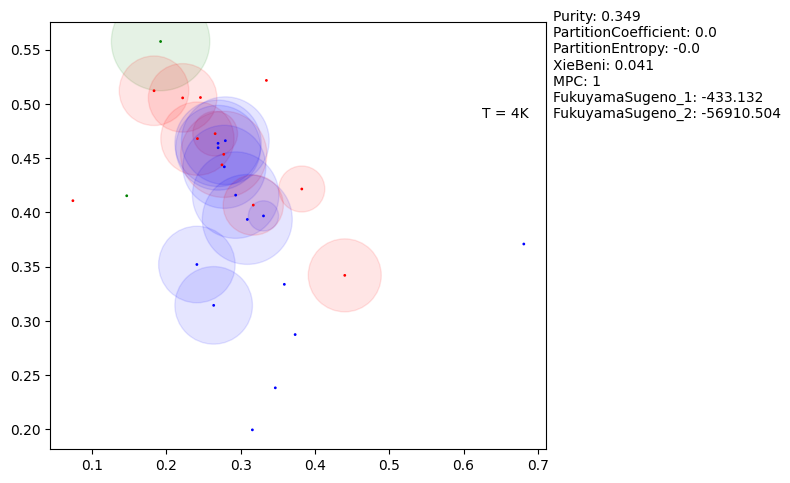 Purity: 0.349
PartitionCoefficient: 0.0
PartitionEntropy: -0.0
XieBeni: 0.041
MPC: 1
FukuyamaSugeno_1: -433.132
FukuyamaSugeno_2: -56910.504
T = 4K
0.55
0.50
0.45
0.40
0.35
0.30
0.25
0.20
0.1 0.2 0.3 0.4 0.5 0.6 0.7